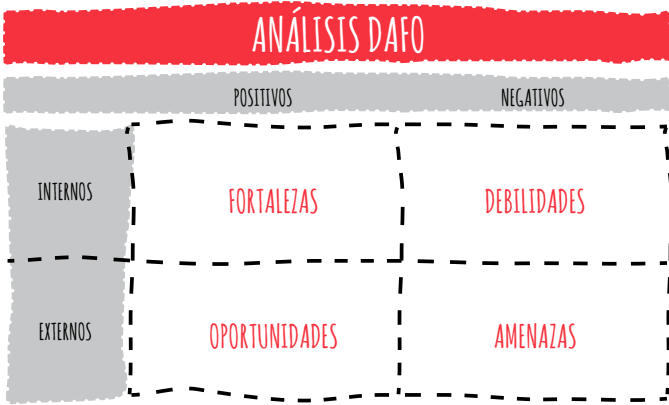 ANÁLISIS DAFO
POSITIVOS NEGATIVOS
INTERNOS FORTALEZAS DEBILIDADES
EXTERNOS OPORTUNIDADES AMENAZAS